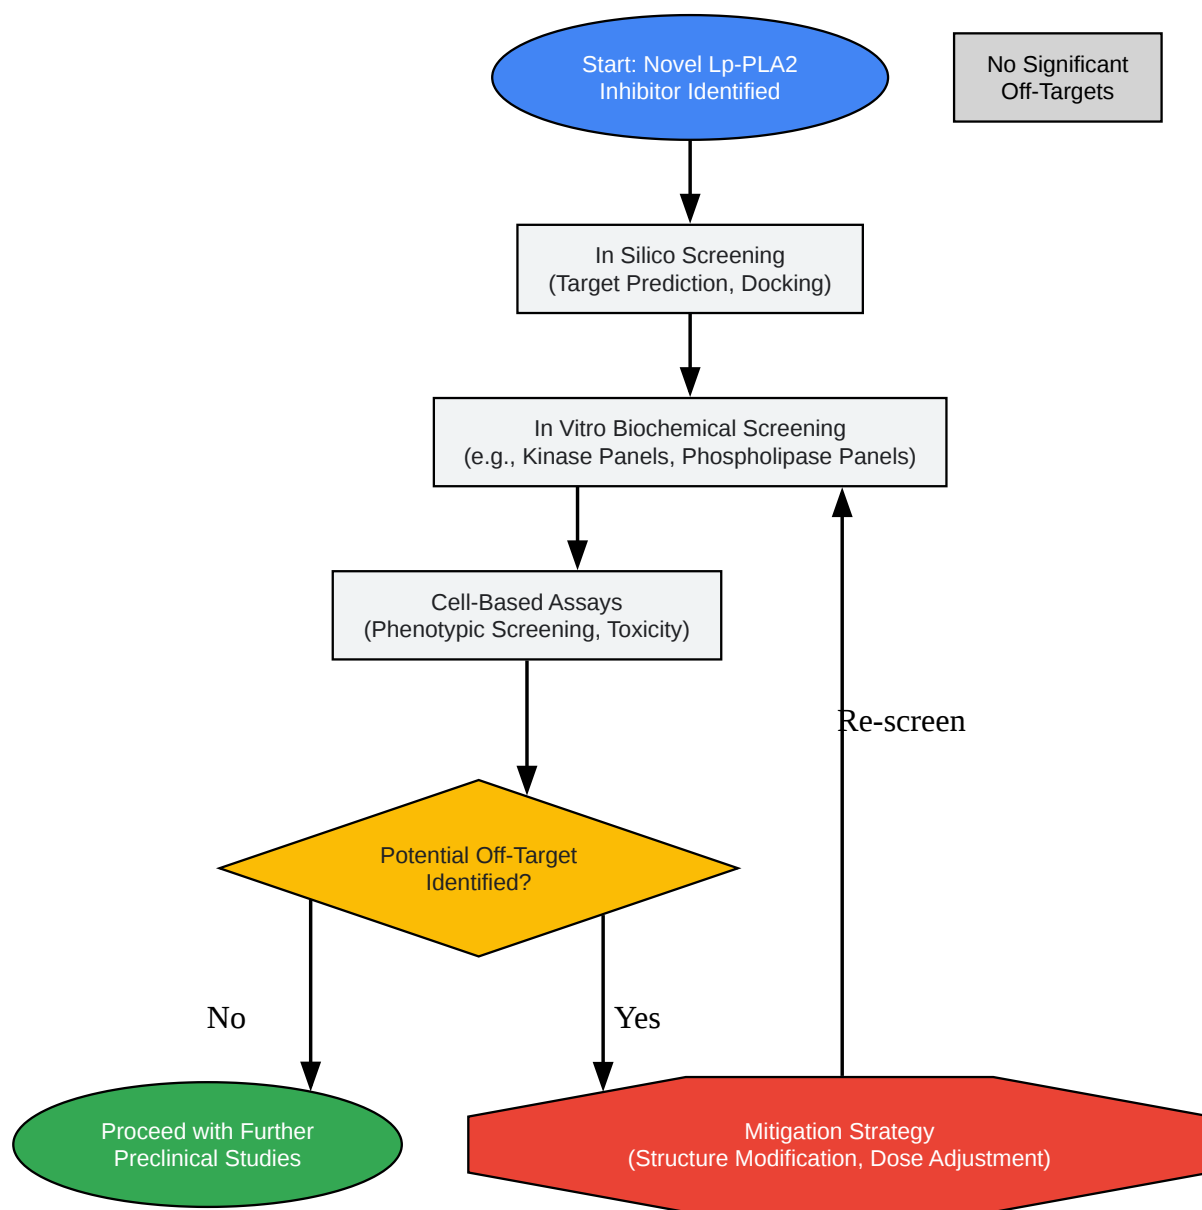 Start: Novel Lp-PLA2
Inhibitor Identified
No Significant
Off-Targets
In Silico Screening
(Target Prediction, Docking)
In Vitro Biochemical Screening
(e.g., Kinase Panels, Phospholipase Panels)
Cell-Based Assays
(Phenotypic Screening, Toxicity)
Re-screen
Potential Off-Target
Identified?
No
Yes
Proceed with Further
Preclinical Studies
Mitigation Strategy
(Structure Modification, Dose Adjustment)